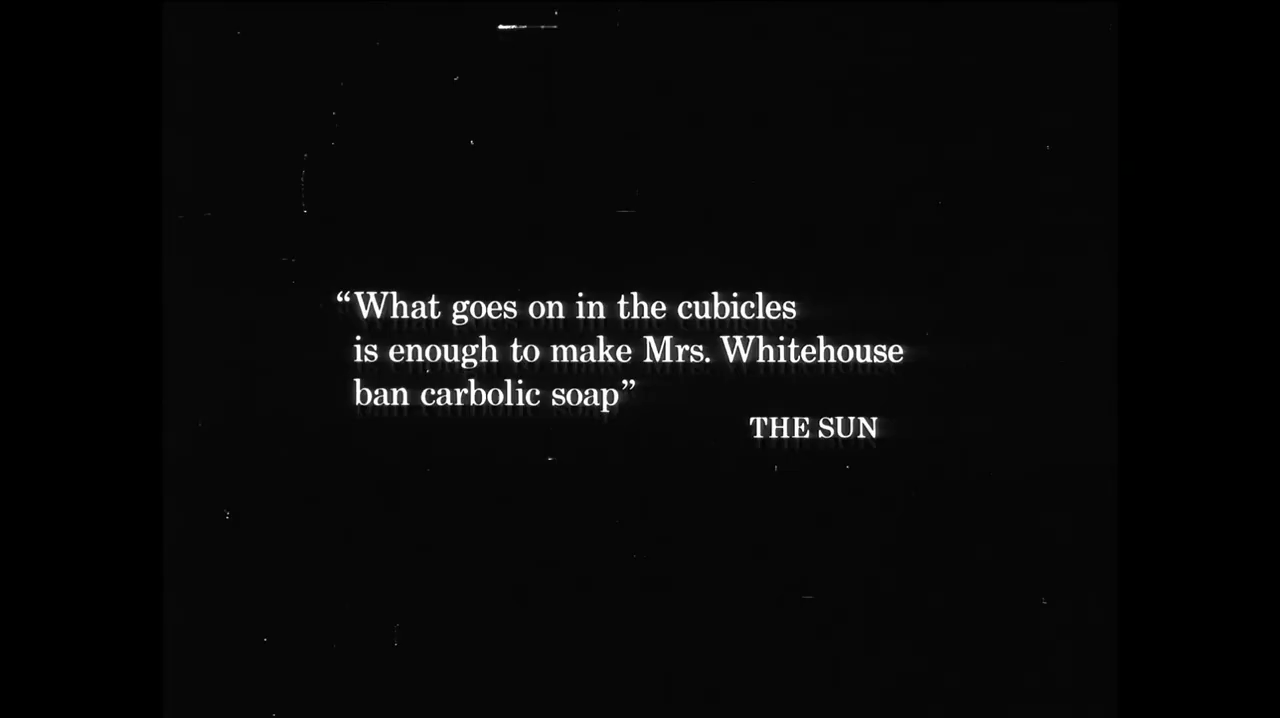 “What goes on in the cubicles
is enough to make Mrs. Whitehouse
ban carbolic soap”
THE SUN